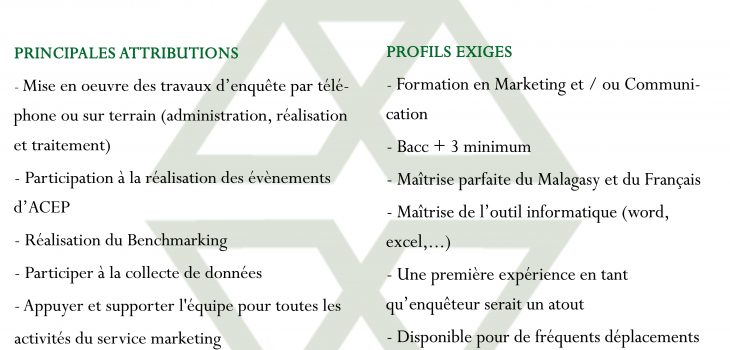 PRINCIPALES ATTRIBUTIONS
- Mise en oeuvre des travaux d’enquête par télé-
phone ou sur terrain (administration, réalisation
et traitement)
- Participation à la réalisation des évènements
d’ACEP
- Réalisation du Benchmarking
- Participer à la collecte de données
- Appuyer et supporter l'équipe pour toutes les
activités du service marketing
PROFILS EXIGES
- Formation en Marketing et / ou Communi-
cation
- Bacc + 3 minimum
- Maîtrise parfaite du Malagasy et du Français
- Maîtrise de l’outil informatique (word,
excel,...)
- Une première expérience en tant
qu’enquêteur serait un atout
- Disponible pour de fréquents déplacements